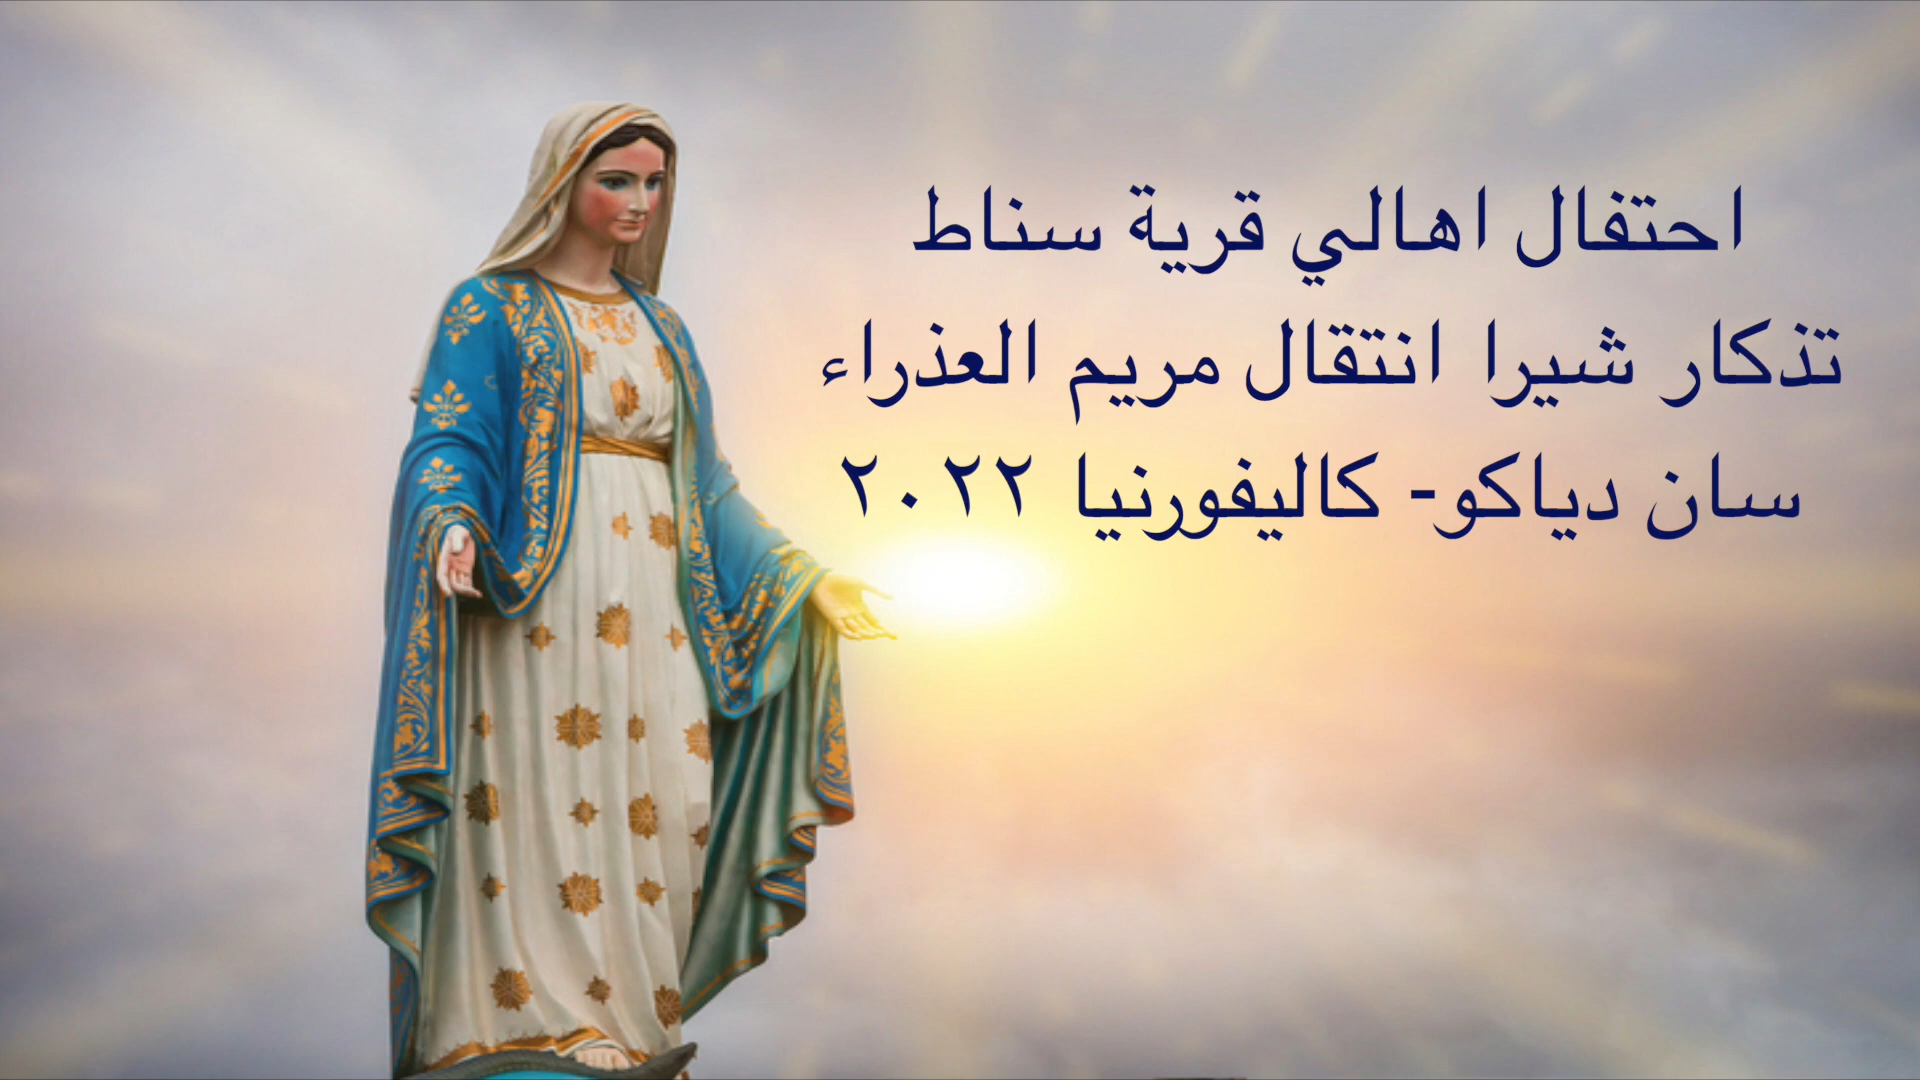 احتفال اهالي قرية سناط
تذكار شيرا انتقال مريم العذراء
سان دياكو- كاليفورنيا ٢٠٢٢